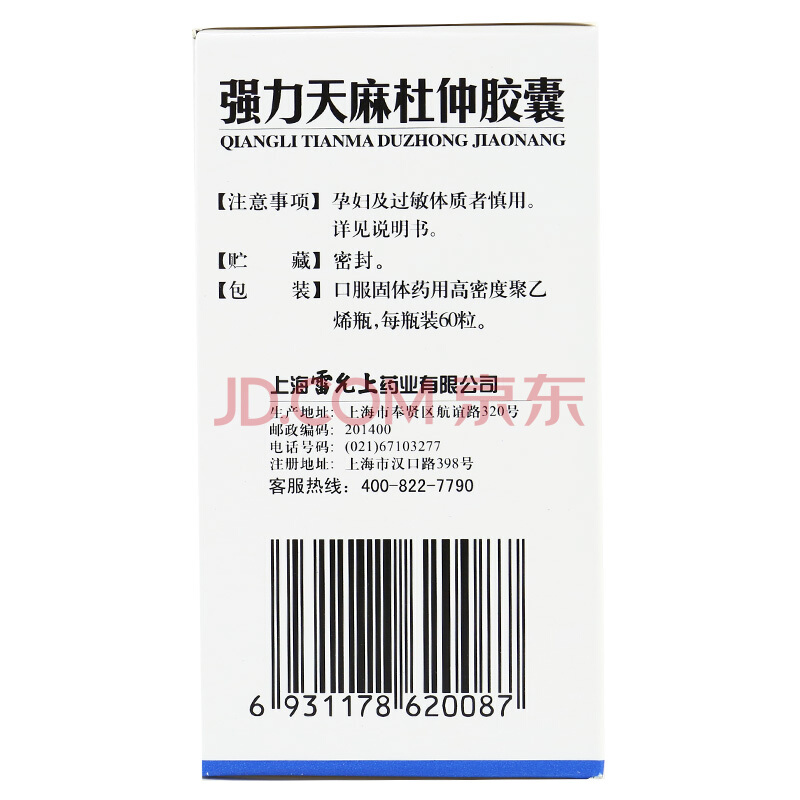 强力天麻杜仲胶囊
QIANGLI TIANMA DUZHONG JIAONANG
【注意事项】孕妇及过敏体质者慎用。
详见说明书。
【贮 藏】密封。
【包 装】口服固体药用高密度聚乙
烯瓶,每瓶装60粒。
上海雷允上药业有限公司
JD.COM 京东
生产地址: 上海市奉贤区航谊路320号
邮政编码: 201400
电话号码: (021)67103277
注册地址: 上海市汉口路398号
客服热线: 400-822-7790
6 931178 620087